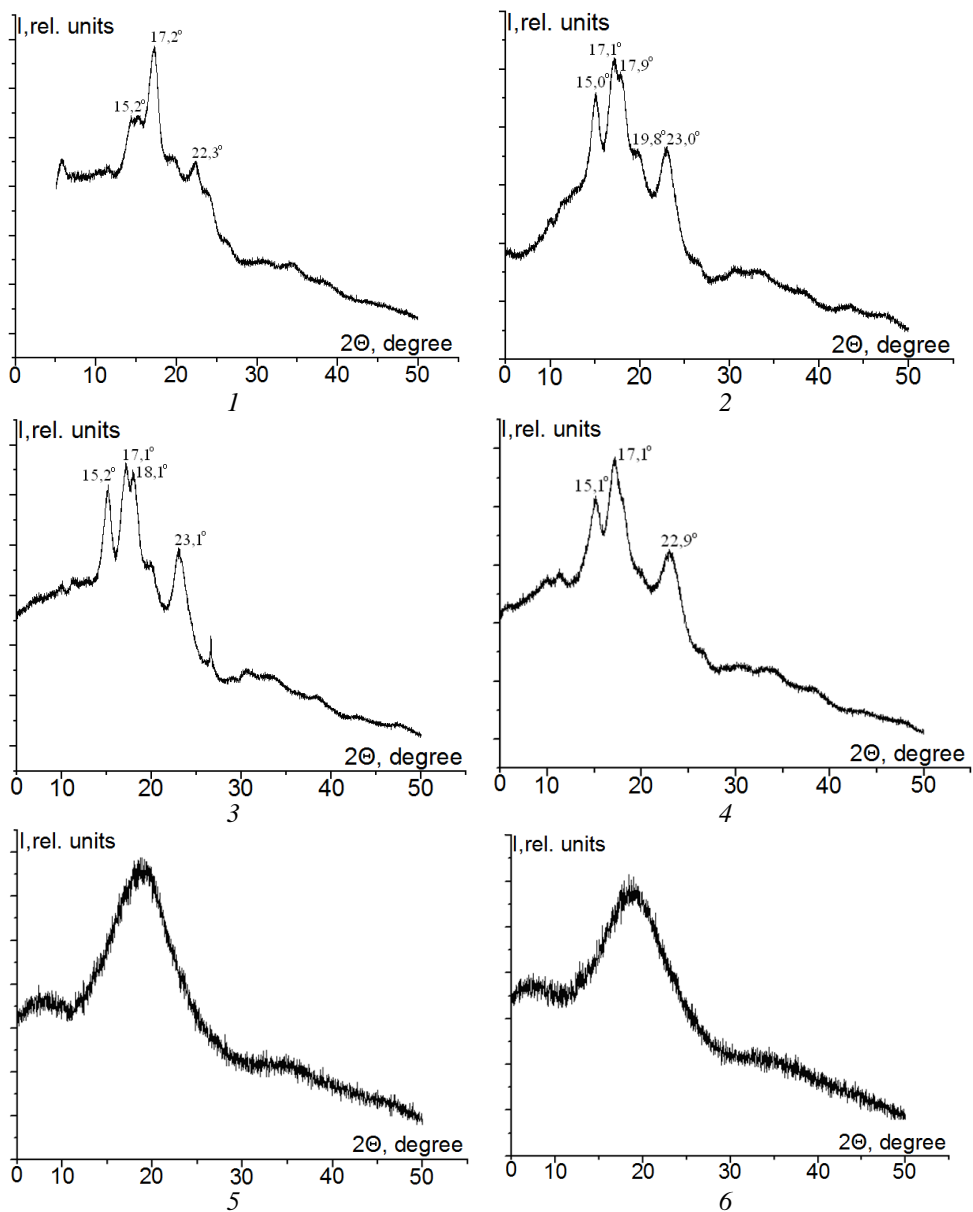 I,rel. units
17,2°
15,2°
22,3°
2Θ, degree
0 10 20 30 40 50
1
I,rel. units
17,1°
17,9°
15,0°
19,8° 23,0°
2Θ, degree
0 10 20 30 40 50
2
I,rel. units
17,1°
15,2° 18,1°
23,1°
2Θ, degree
0 10 20 30 40 50
3
I,rel. units
17,1°
15,1°
22,9°
2Θ, degree
0 10 20 30 40 50
4
I,rel. units
2Θ, degree
0 10 20 30 40 50
5
I,rel. units
2Θ, degree
0 10 20 30 40 50
6